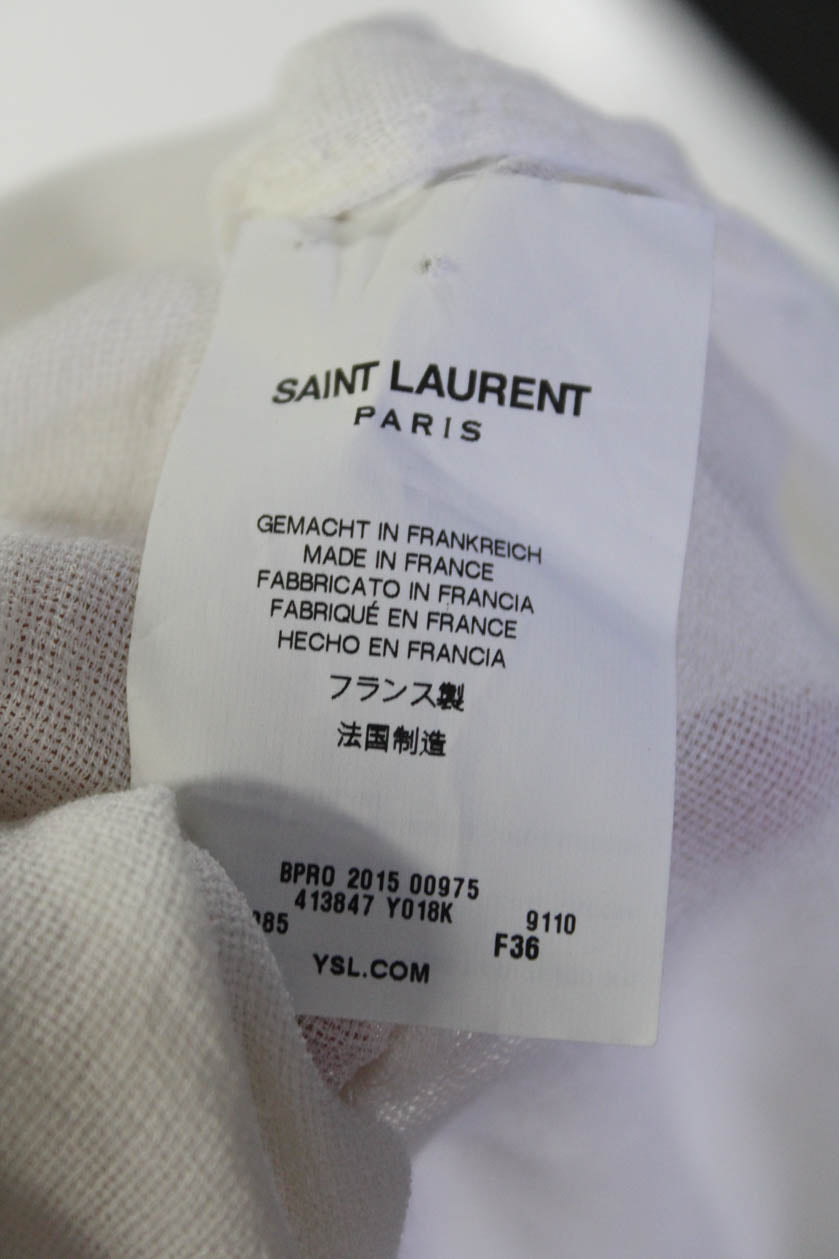 SAINT LAURENT
PARIS
GEMACHT IN FRANKREICH
MADE IN FRANCE
FABBRICATO IN FRANCIA
FABRIQUÉ EN FRANCE
HECHO EN FRANCIA
フランス製
法国制造
BPRO 2015 00975
413847 Y018K 9110
85 F36
YSL.COM